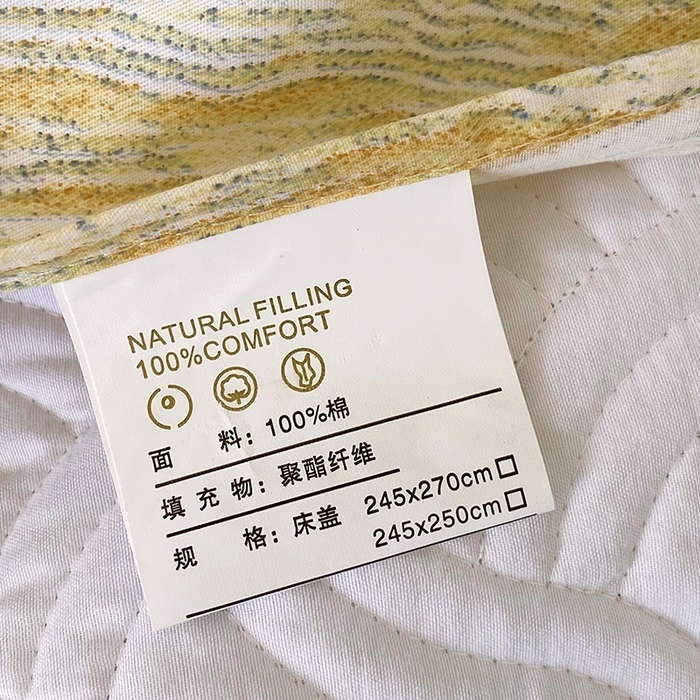 NATURAL FILLING
100%COMFORT
面 料：100%棉
填 充 物：聚酯纤维
规 格：床盖 245x270cm□
245x250cm□